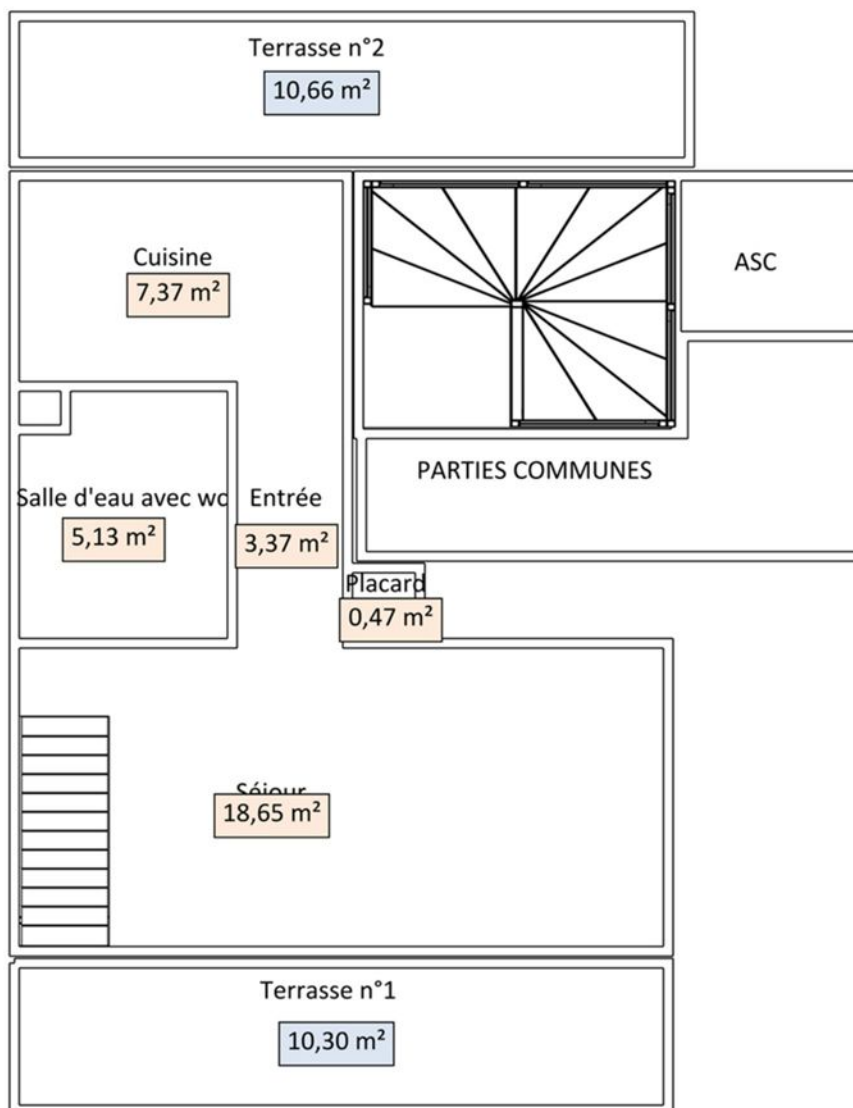 Terrasse n°2
10,66 m²
Cuisine
7,37 m²
ASC
PARTIES COMMUNES
Salle d'eau avec wc
5,13 m²
Entrée
3,37 m²
Placard
0,47 m²
Séjour
18,65 m²
Terrasse n°1
10,30 m²